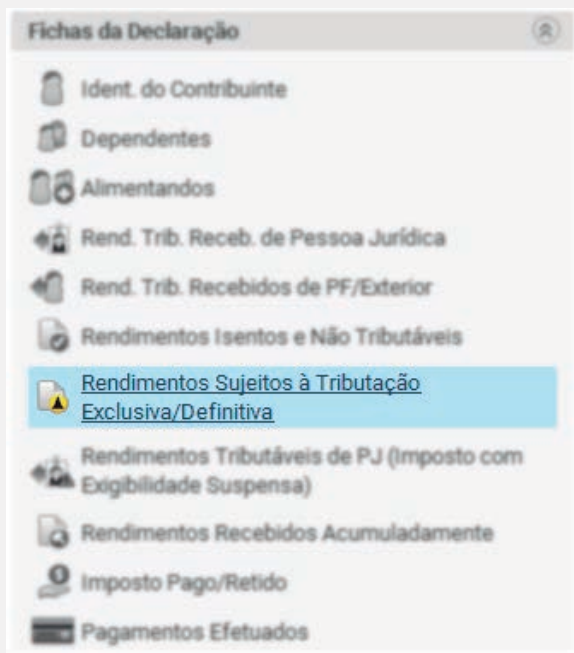 Fichas da Declaração
Ident. do Contribuinte
Dependentes
Alimentandos
Rend. Trib. Receb. de Pessoa Jurídica
Rend. Trib. Recebidos de PF/Exterior
Rendimentos Isentos e Não Tributáveis
Rendimentos Sujeitos à Tributação
Exclusiva/Definitiva
Rendimentos Tributáveis de PJ (Imposto com
Exigibilidade Suspensa)
Rendimentos Recebidos Acumuladamente
Imposto Pago/Retido
Pagamentos Efetuados